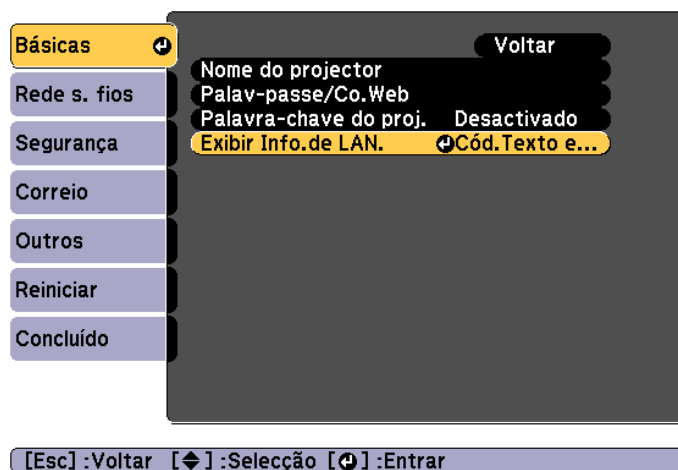 Básicas
Rede s. fios
Segurança
Correio
Outros
Reiniciar
Concluído
Voltar
Nome do projector
Palav-passe/Co.Web
Palavra-chave do proj. Desactivado
Exibir Info.de LAN. Cód.Texto e...
[Esc] :Voltar [◆] :Selecção [↵] :Entrar